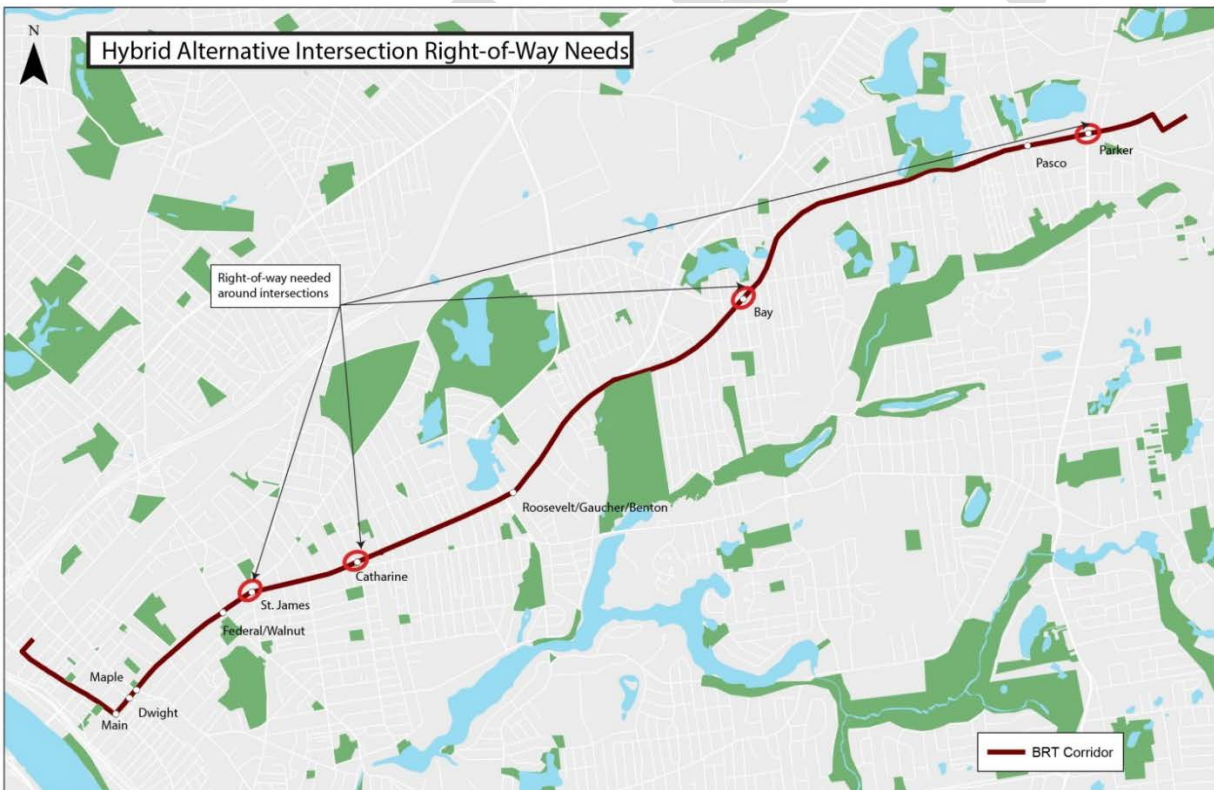 N
Hybrid Alternative Intersection Right-of-Way Needs
Parker
Pasco
Right-of-way needed
around intersections
Bay
Roosevelt/Gaucher/Benton
Catharine
St. James
Federal/Walnut
Maple
Dwight
Main
BRT Corridor